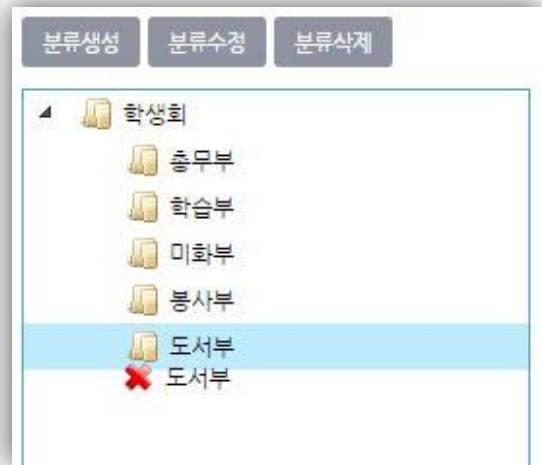 분류생성 분류수정 분류삭제
학생회
총무부
학습부
미화부
봉사부
도서부
도서부